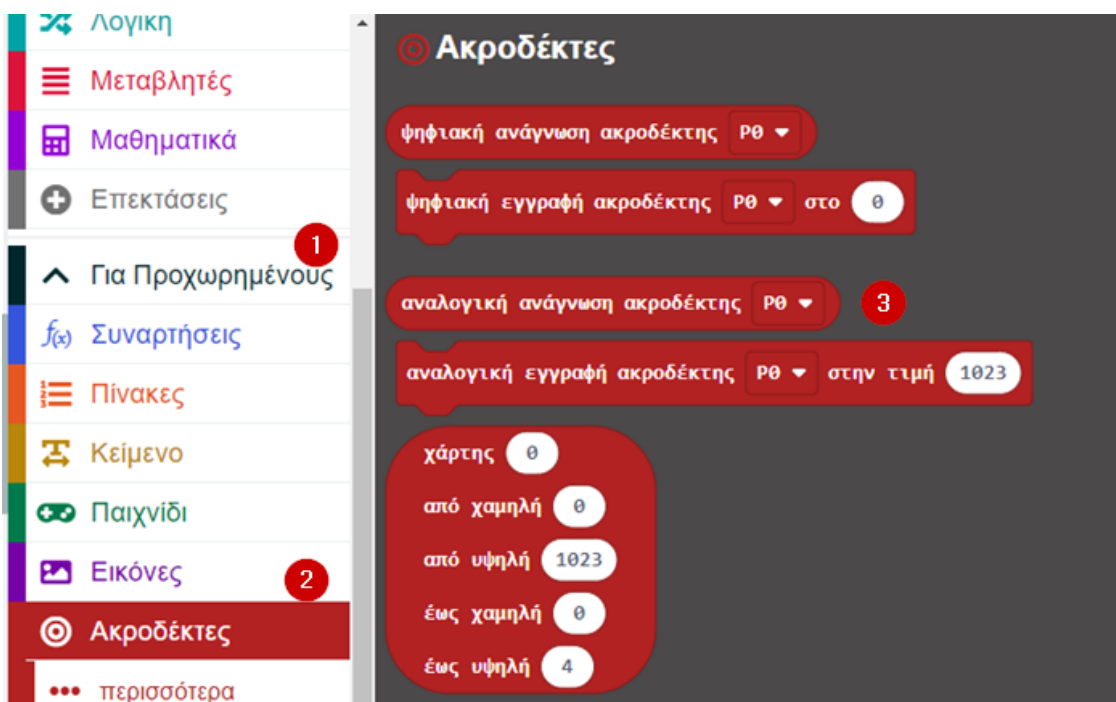 Λογική
Μεταβλητές
Μαθηματικά
Επεκτάσεις
1
Για Προχωρημένους
f(x) Συναρτήσεις
Πίνακες
Κείμενο
Παιχνίδι
Εικόνες
2
Ακροδέκτες
περισσότερα
Ακροδέκτες
ψηφιακή ανάγνωση ακροδέκτης P0
ψηφιακή εγγραφή ακροδέκτης P0 στο 0
αναλογική ανάγνωση ακροδέκτης P0 3
αναλογική εγγραφή ακροδέκτης P0 στην τιμή 1023
χάρτης 0
από χαμηλή 0
από υψηλή 1023
έως χαμηλή 0
έως υψηλή 4